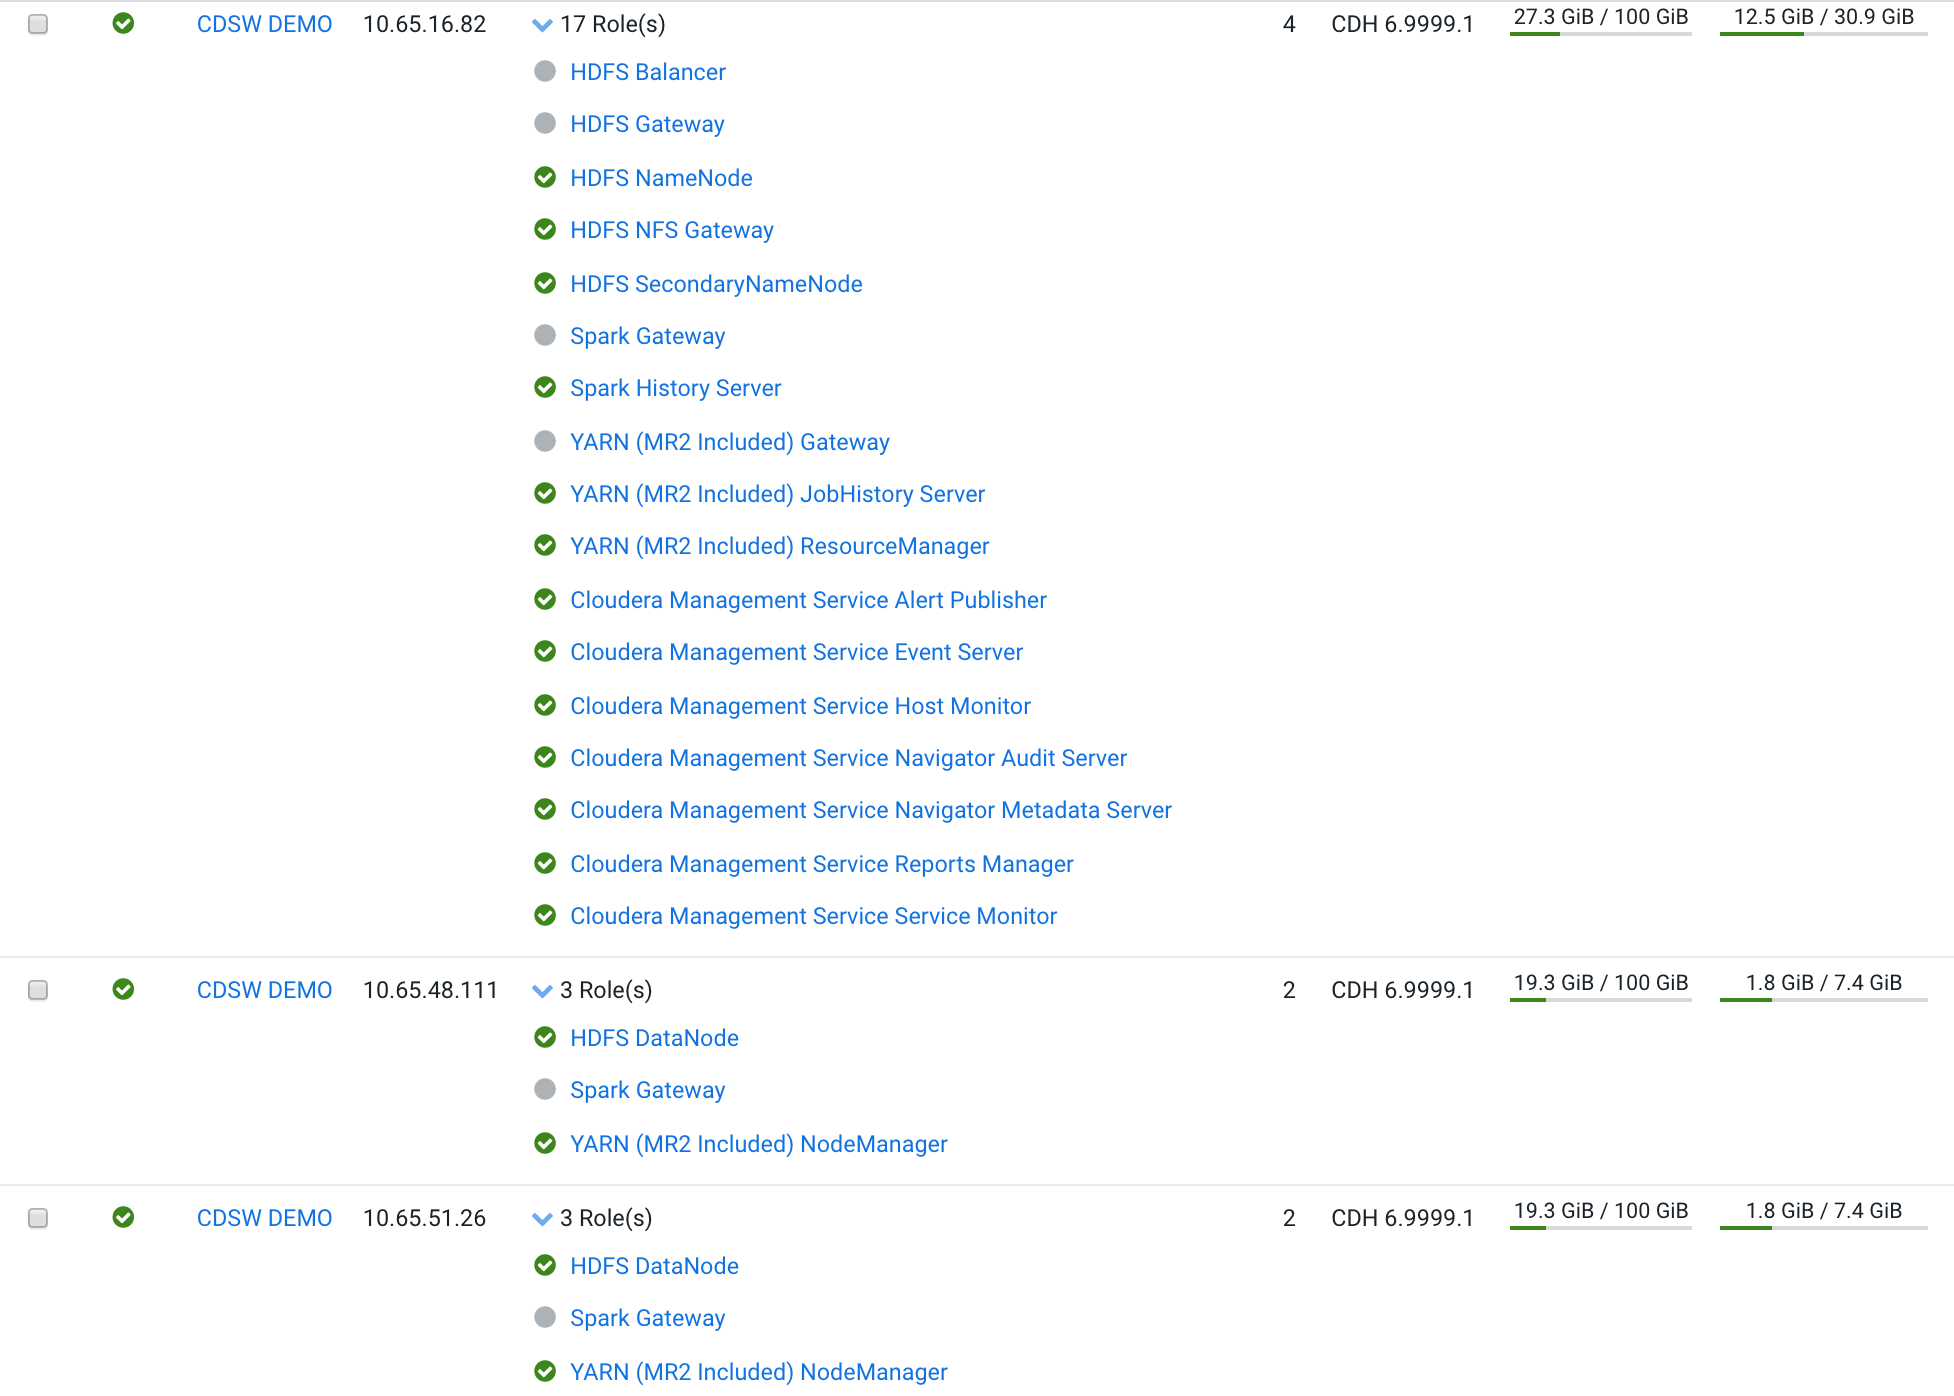 CDSW DEMO 10.65.16.82 17 Role(s) 4 CDH 6.9999.1 27.3 GiB / 100 GiB 12.5 GiB / 30.9 GiB
HDFS Balancer
HDFS Gateway
HDFS NameNode
HDFS NFS Gateway
HDFS SecondaryNameNode
Spark Gateway
Spark History Server
YARN (MR2 Included) Gateway
YARN (MR2 Included) JobHistory Server
YARN (MR2 Included) ResourceManager
Cloudera Management Service Alert Publisher
Cloudera Management Service Event Server
Cloudera Management Service Host Monitor
Cloudera Management Service Navigator Audit Server
Cloudera Management Service Navigator Metadata Server
Cloudera Management Service Reports Manager
Cloudera Management Service Service Monitor
CDSW DEMO 10.65.48.111 3 Role(s) 2 CDH 6.9999.1 19.3 GiB / 100 GiB 1.8 GiB / 7.4 GiB
HDFS DataNode
Spark Gateway
YARN (MR2 Included) NodeManager
CDSW DEMO 10.65.51.26 3 Role(s) 2 CDH 6.9999.1 19.3 GiB / 100 GiB 1.8 GiB / 7.4 GiB
HDFS DataNode
Spark Gateway
YARN (MR2 Included) NodeManager